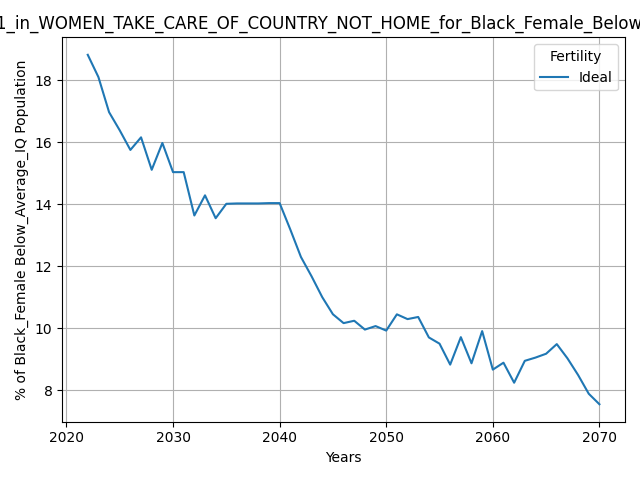 1_in_WOMEN_TAKE_CARE_OF_COUNTRY_NOT_HOME_for_Black_Female_Below
Fertility
Ideal
% of Black_Female Below_Average_IQ Population
18
16
14
12
10
8
2020 2030 2040 2050 2060 2070
Years